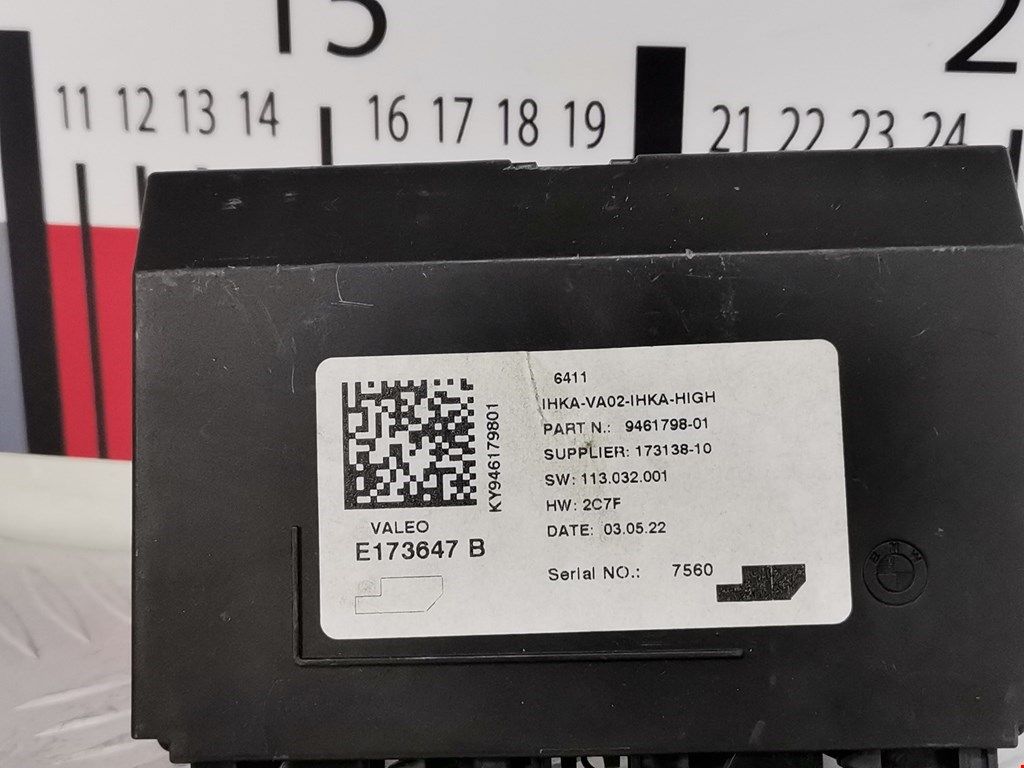 15
2
11 12 13 14 16 17 18 19 21 22 23 24
6411
IHKA-VA02-IHKA-HIGH
PART N.: 9461798-01
SUPPLIER: 173138-10
SW: 113.032.001
HW: 2C7F
DATE: 03.05.22
Serial NO.: 7560
KY946179801
VALEO
E173647 B
BMW